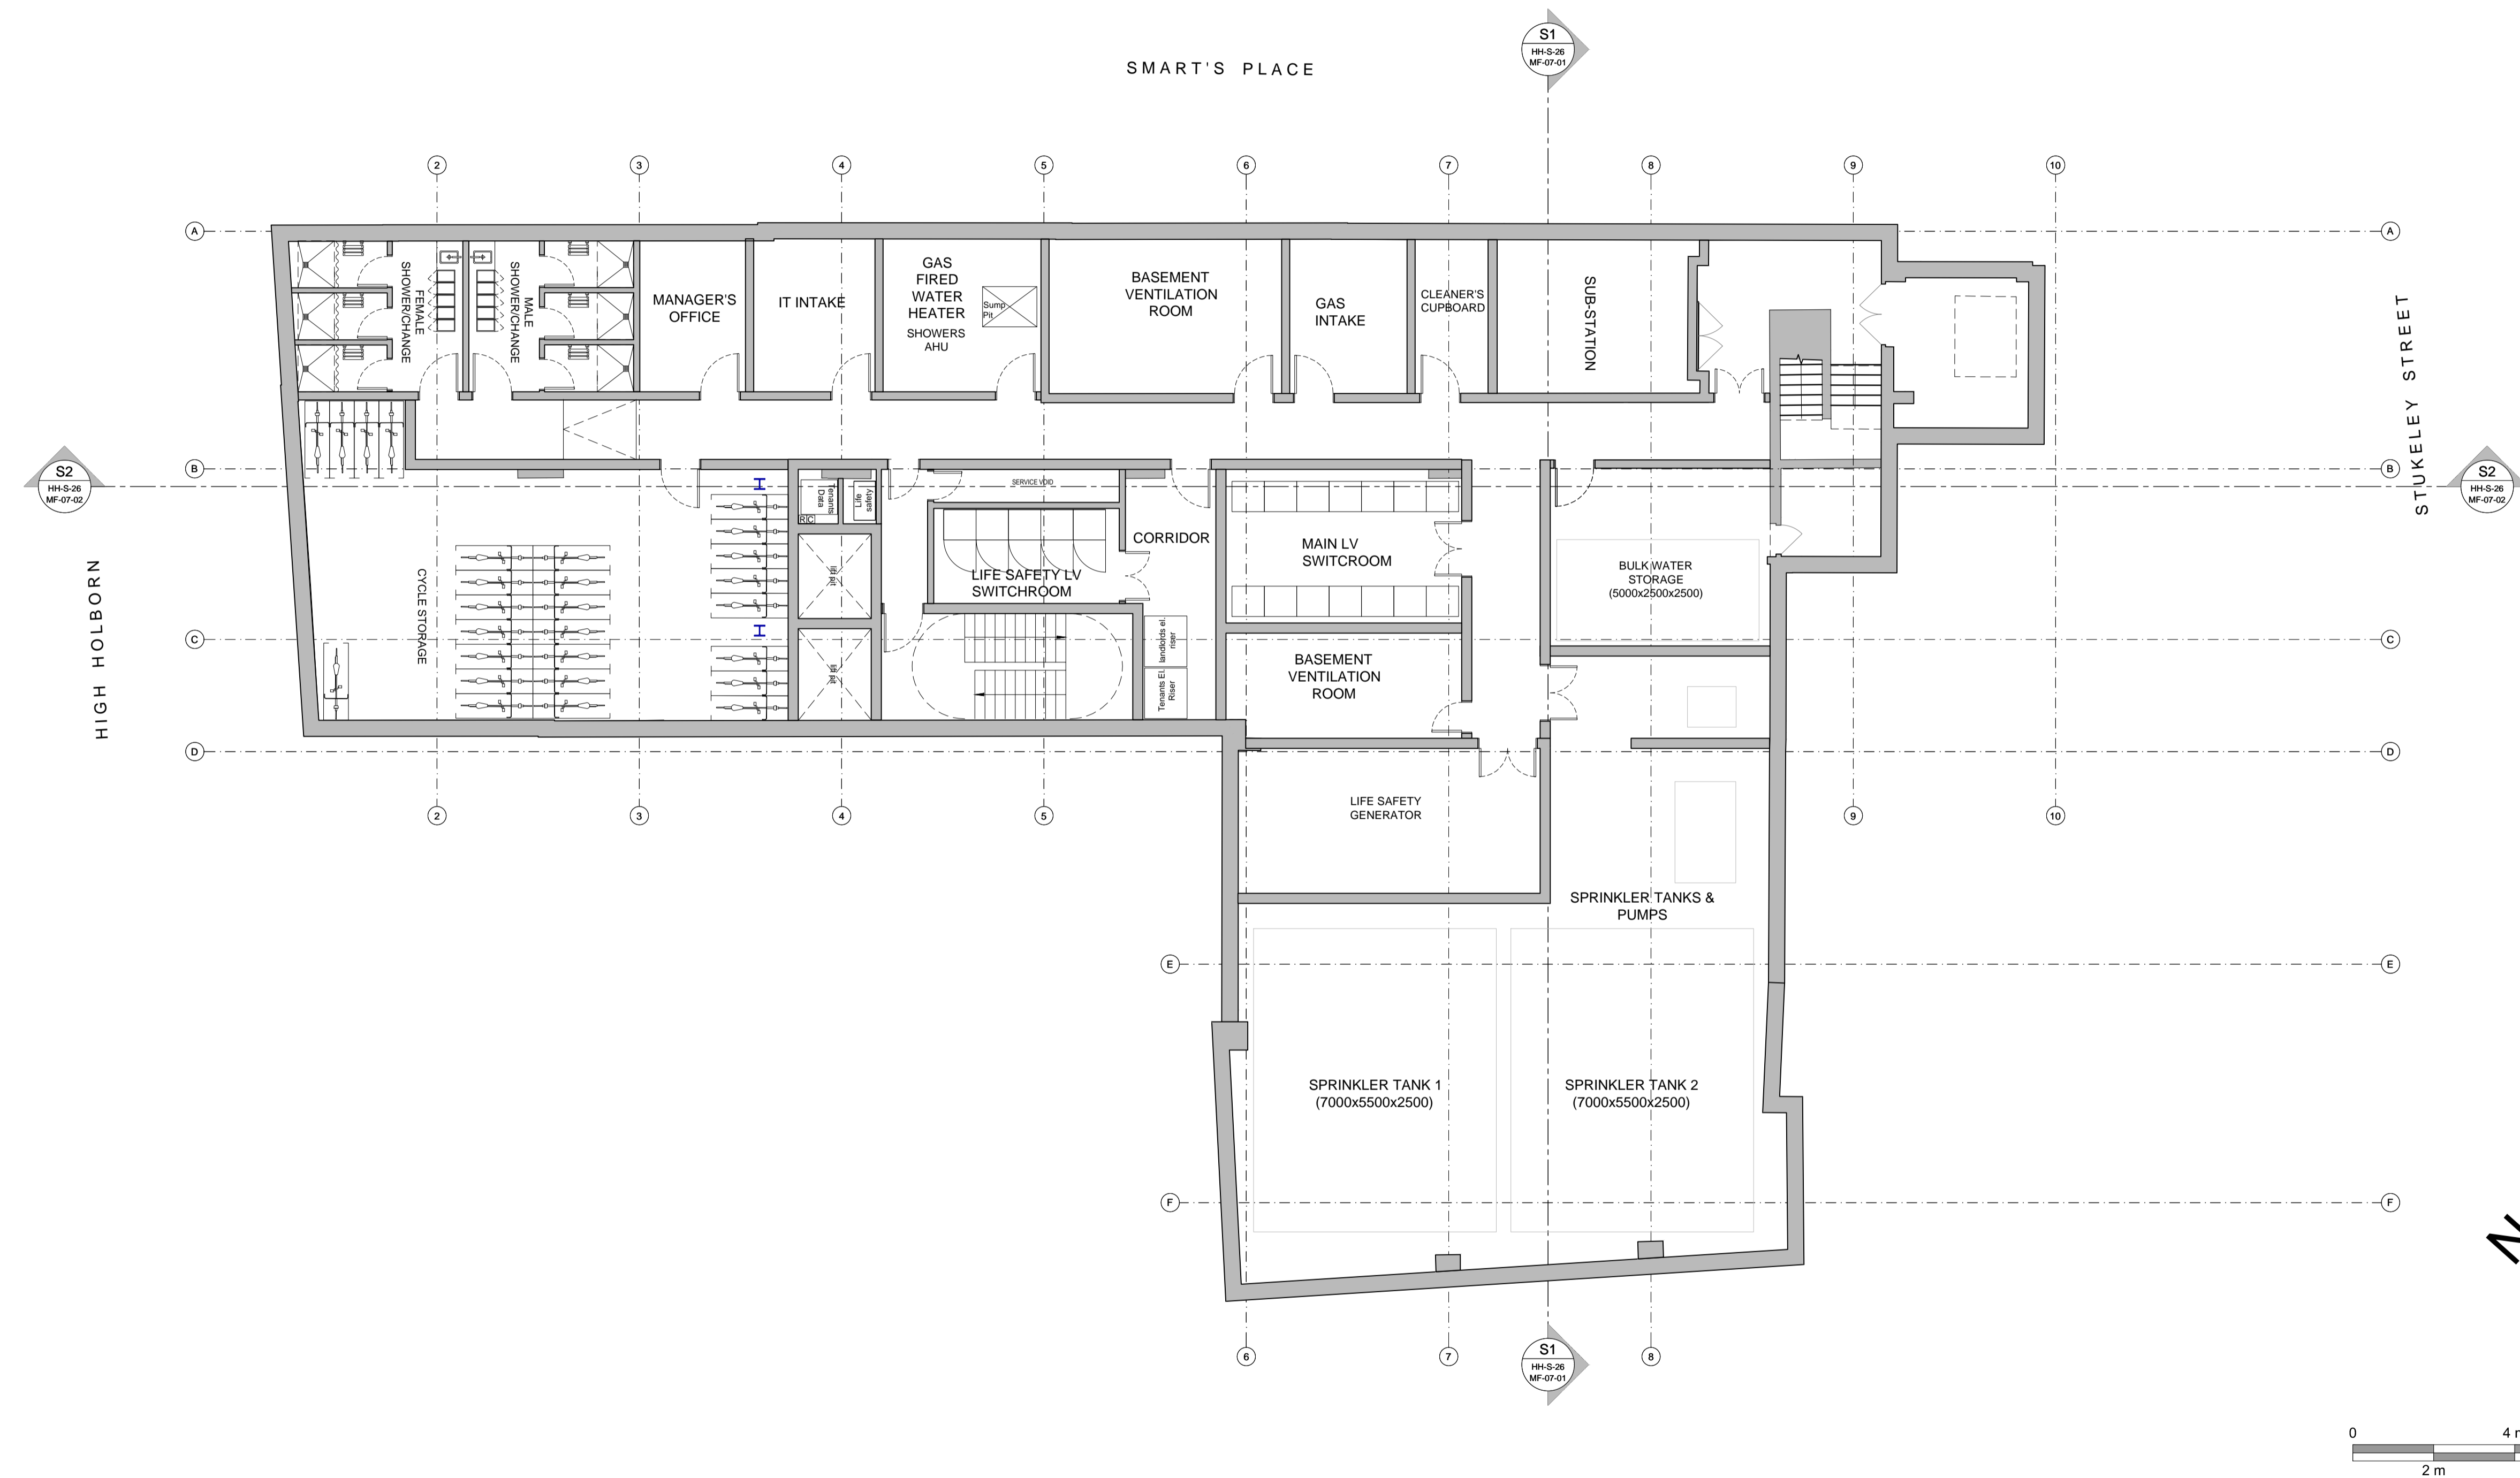 SMART'S PLACE
S1
HH-S-26
MF-07-01
2
3
4
5
6
7
8
9
10
A
A
FEMALE
SHOWER/CHANGE
MALE
SHOWER/CHANGE
MANAGER'S
OFFICE
IT INTAKE
GAS
FIRED
WATER
HEATER
SHOWERS
AHU
Sump
Pit
BASEMENT
VENTILATION
ROOM
GAS
INTAKE
CLEANER'S
CUPBOARD
SUB-STATION
STUKELEY STREET
B
B
S2
HH-S-26
MF-07-02
S2
HH-S-26
MF-07-02
Tenants
Data
R C
Life
safety
SERVICE VOID
CORRIDOR
MAIN LV
SWITCROOM
LIFE SAFETY LV
SWITCHROOM
BULK WATER
STORAGE
(5000x2500x2500)
HIGH HOLBORN
CYCLE STORAGE
lift pit
lift pit
C
C
landlords el.
riser
Tenants El.
Riser
BASEMENT
VENTILATION
ROOM
D
D
2
3
4
5
9
10
LIFE SAFETY
GENERATOR
SPRINKLER TANKS &
PUMPS
E
E
SPRINKLER TANK 1
(7000x5500x2500)
SPRINKLER TANK 2
(7000x5500x2500)
F
F
N
6
7
8
S1
HH-S-26
MF-07-01
0
4 m
2 m